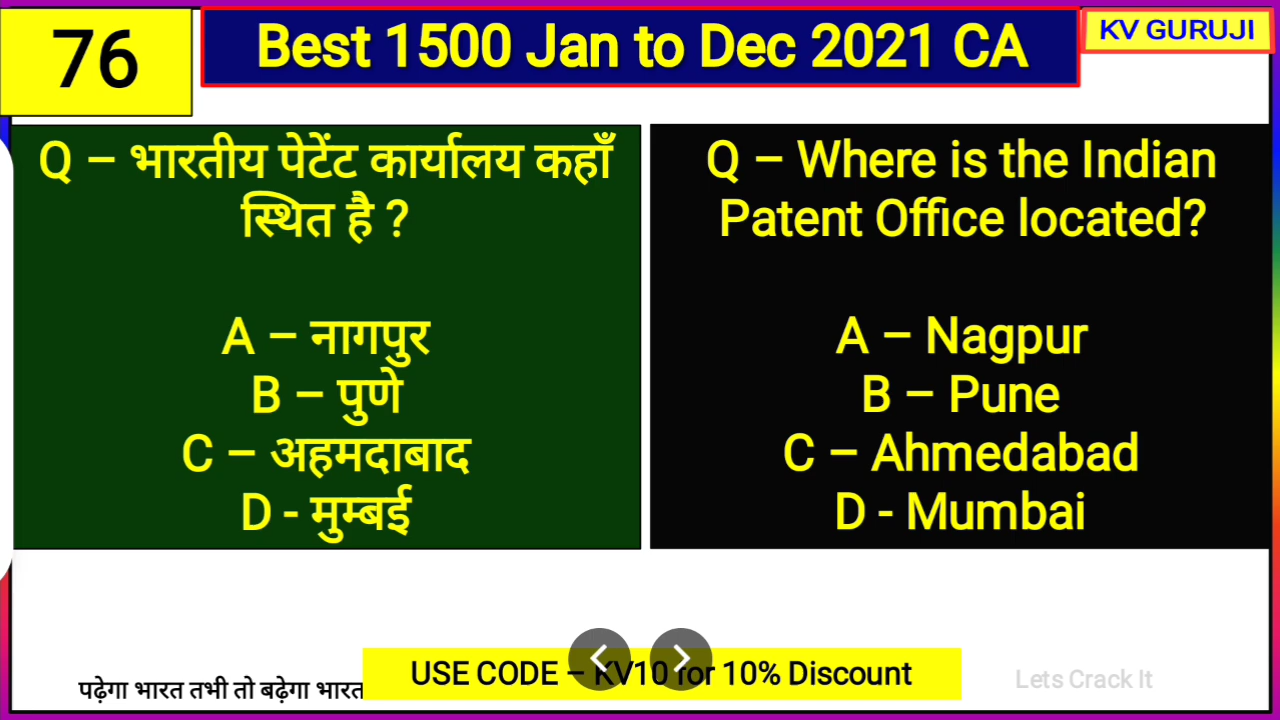 76
Best 1500 Jan to Dec 2021 CA
KV GURUJI
Q – भारतीय पेटेंट कार्यालय कहाँ
स्थित है ?
A – नागपुर
B – पुणे
C – अहमदाबाद
D - मुम्बई
Q – Where is the Indian
Patent Office located?
A – Nagpur
B – Pune
C – Ahmedabad
D - Mumbai
पढ़ेगा भारत तभी तो बढ़ेगा भारत
USE CODE – KV10 for 10% Discount
Lets Crack It